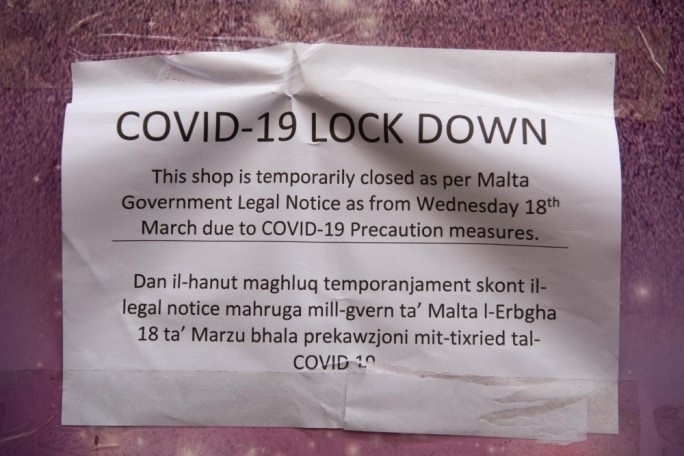 COVID-19 LOCK DOWN
This shop is temporarily closed as per Malta
Government Legal Notice as from Wednesday 18th
March due to COVID-19 Precaution measures.
Dan il-hanut maghluq temporanjament skont il-
legal notice mahruga mill-gvern ta’ Malta l-Erbgha
18 ta’ Marzu bhala prekawzjoni mit-tixried tal-
COVID 19